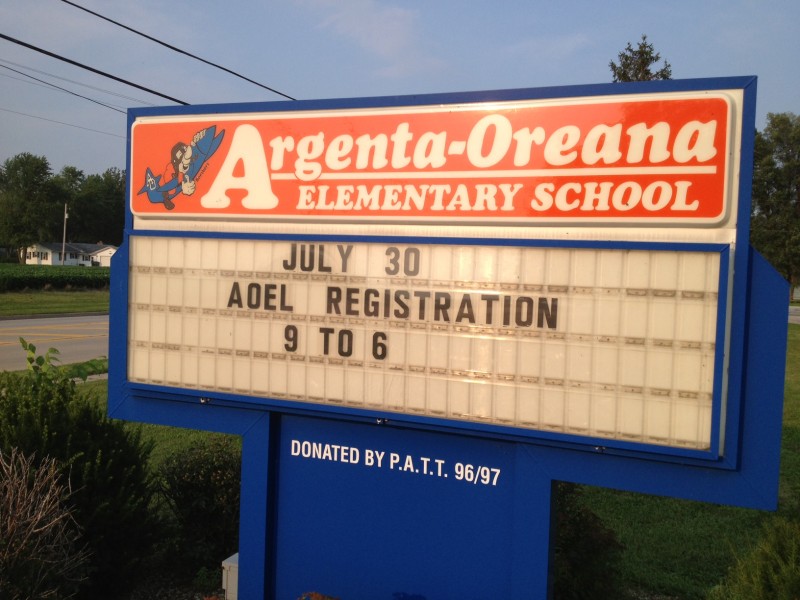 Argenta-Oreana
ELEMENTARY SCHOOL
JULY 30
AOEL REGISTRATION
9 TO 6
DONATED BY P.A.T.T. 96/97